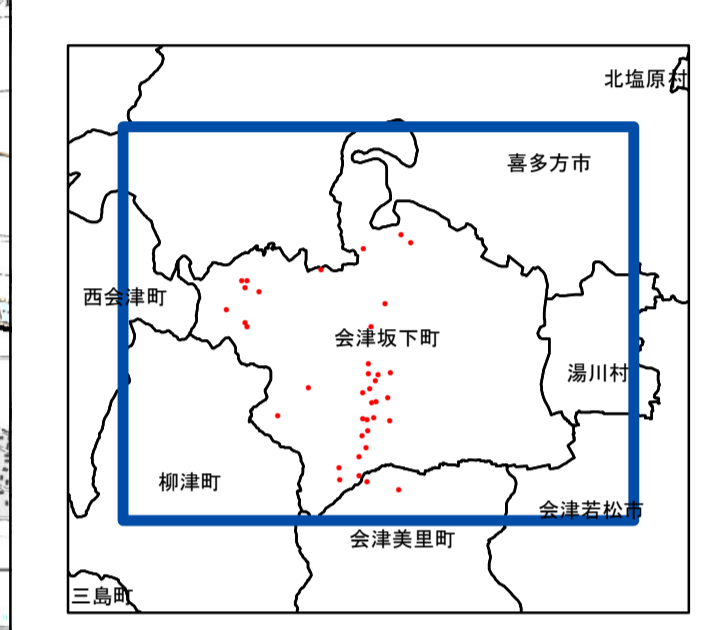 北塩原村
喜多方市
西会津町
会津坂下町
湯川村
柳津町
会津若松市
会津美里町
三島町